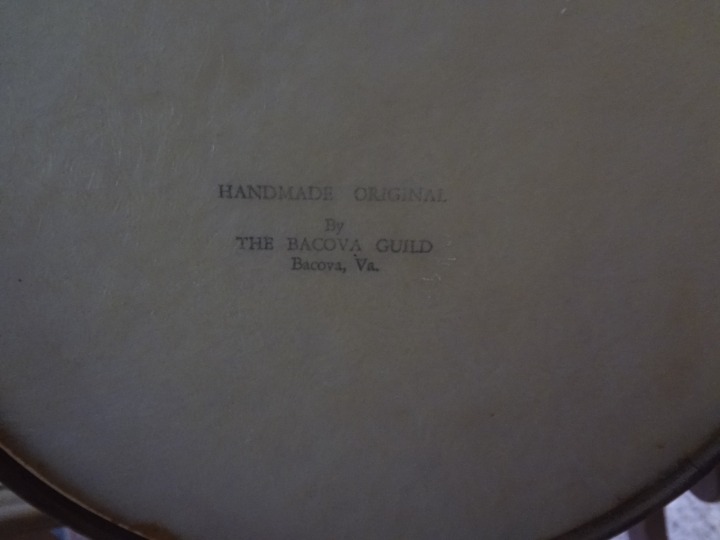 HANDMADE ORIGINAL
By
THE BACOVA GUILD
Bacova, Va.